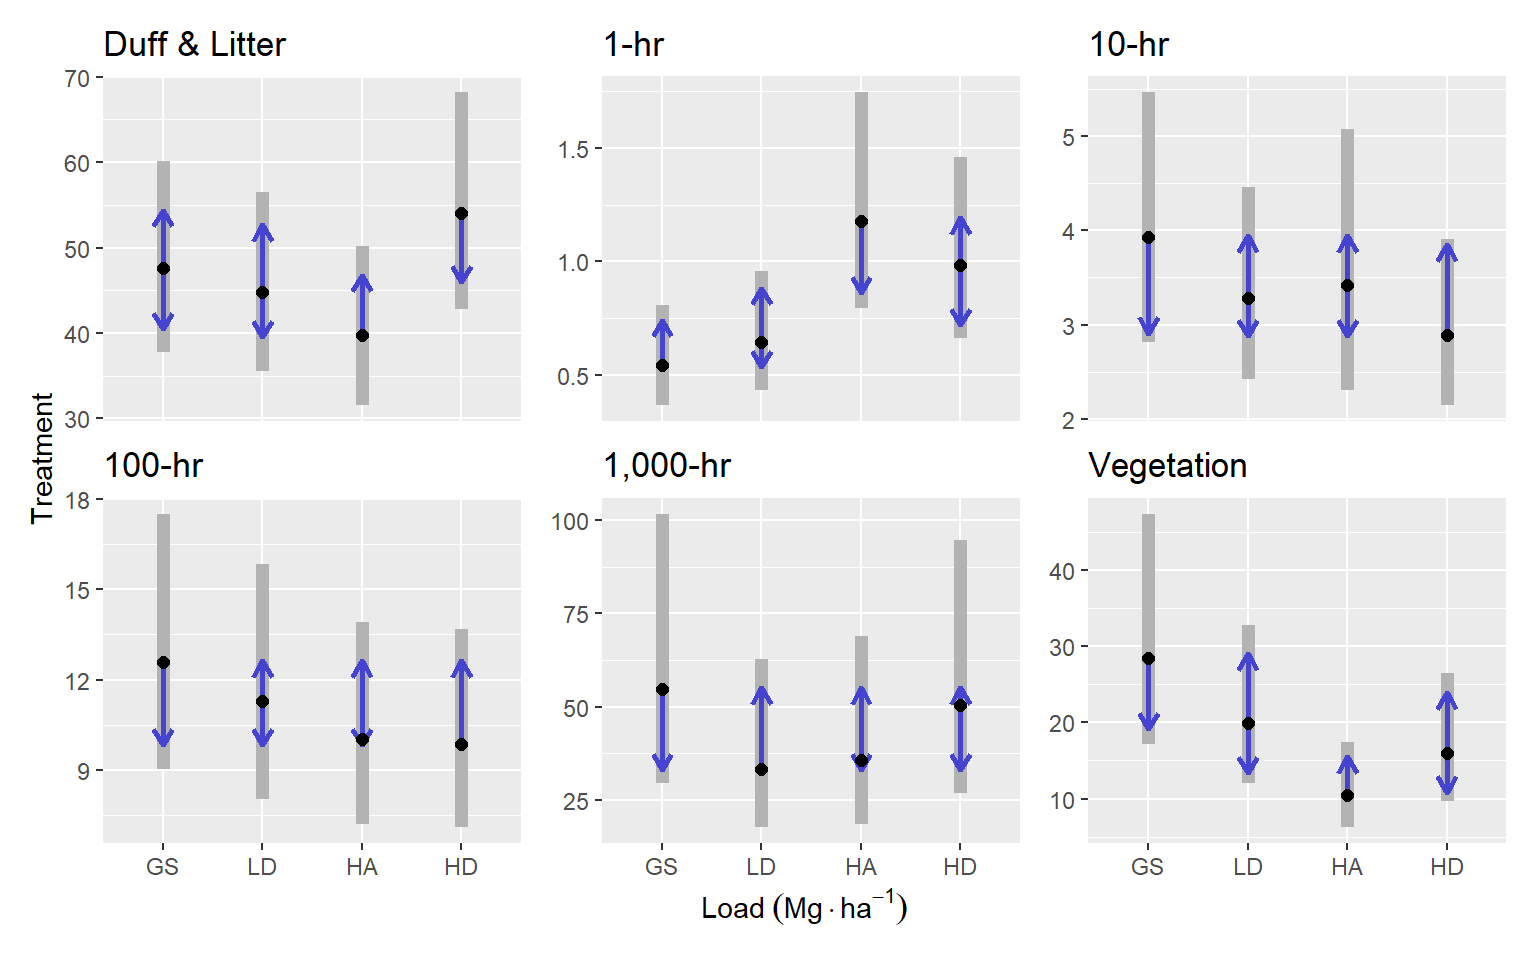 Duff & Litter
1-hr
10-hr
70
60
50
40
30
1.5
1.0
0.5
5
4
3
2
Treatment
100-hr
1,000-hr
Vegetation
18
15
12
9
100
75
50
25
40
30
20
10
GS LD HA HD
GS LD HA HD
GS LD HA HD
Load (Mg·ha⁻¹)